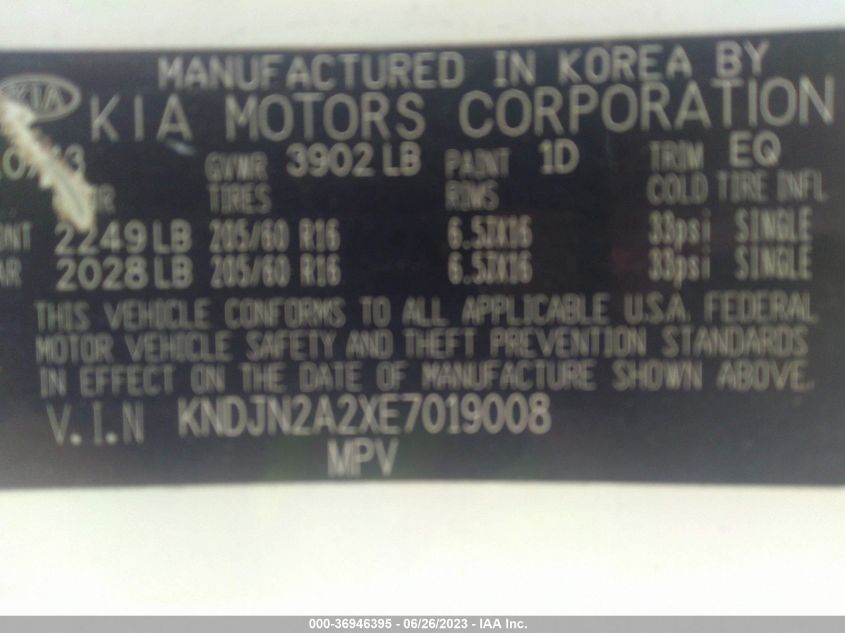 MANUFACTURED IN KOREA BY
KIA KIA MOTORS CORPORATION
GVWR 3902 LB PAINT 1D TRIM EQ
TIRES RIMS COLD TIRE INFL
2249 LB 205/60 R16 6.5JX16 33psi SINGLE
2028 LB 205/60 R16 6.5JX16 33psi SINGLE
THIS VEHICLE CONFORMS TO ALL APPLICABLE U.S.A. FEDERAL
MOTOR VEHICLE SAFETY AND THEFT PREVENTION STANDARDS
IN EFFECT ON THE DATE OF MANUFACTURE SHOWN ABOVE.
V.I.N KNDJN2A2XE7019008
MPV
000-36946395 - 06/26/2023 - IAA Inc.